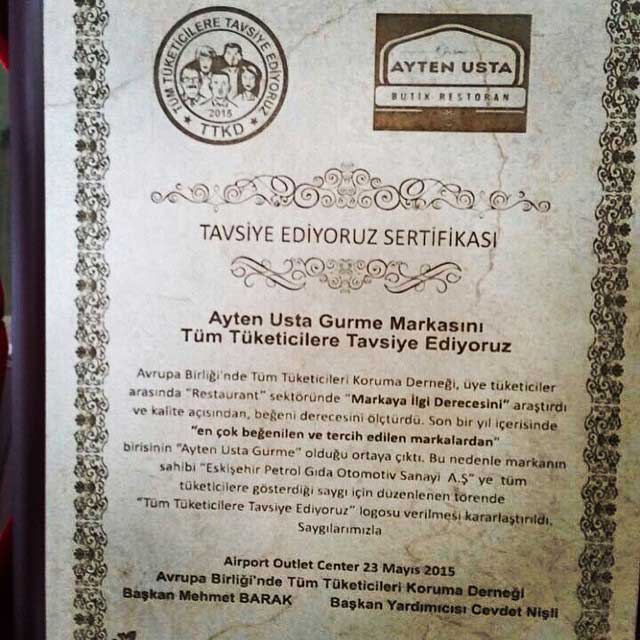 TÜM TÜKETİCİLERE TAVSİYE EDİYORUZ
2015
TTKD
AYTEN USTA
BUTİK RESTORAN
TAVSİYE EDİYORUZ SERTİFİKASI
Ayten Usta Gurme Markasını
Tüm Tüketicilere Tavsiye Ediyoruz
Avrupa Birliği'nde Tüm Tüketicileri Koruma Derneği, üye tüketiciler
arasında "Restaurant" sektöründe "Markaya İlgi Derecesini" araştırdı
ve kalite açısından, beğeni derecesini ölçtürdü. Son bir yıl içerisinde
"en çok beğenilen ve tercih edilen markalardan"
birisinin "Ayten Usta Gurme" olduğu ortaya çıktı. Bu nedenle markanın
sahibi "Eskişehir Petrol Gıda Otomotiv Sanayi A.Ş" ye tüm
tüketicilere gösterdiği saygı için düzenlenen törende
"Tüm Tüketicilere Tavsiye Ediyoruz" logosu verilmesi kararlaştırıldı.
Saygılarımızla
Airport Outlet Center 23 Mayıs 2015
Avrupa Birliği'nde Tüm Tüketicileri Koruma Derneği
Başkan Mehmet BARAK Başkan Yardımcısı Cevdet Nişli